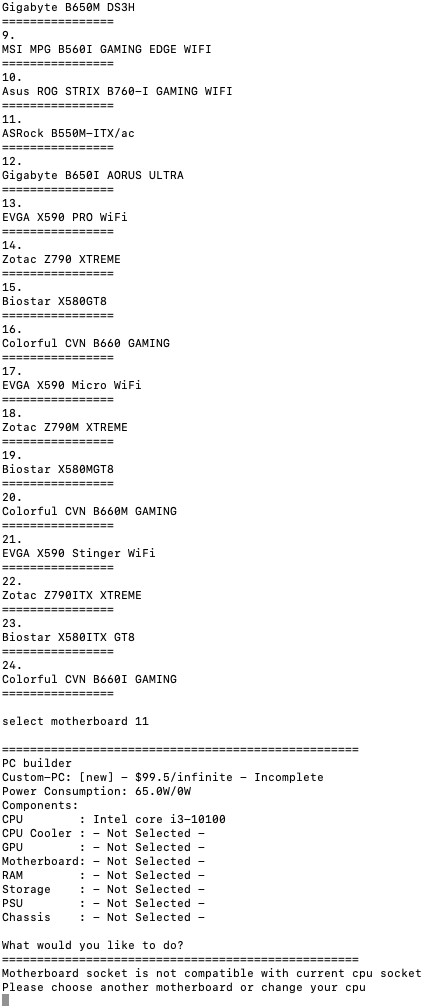 Gigabyte B650M DS3H
================
9.
MSI MPG B560I GAMING EDGE WIFI
================
10.
Asus ROG STRIX B760-I GAMING WIFI
================
11.
ASRock B550M-ITX/ac
================
12.
Gigabyte B650I AORUS ULTRA
================
13.
EVGA X590 PRO WiFi
================
14.
Zotac Z790 XTREME
================
15.
Biostar X580GT8
================
16.
Colorful CVN B660 GAMING
================
17.
EVGA X590 Micro WiFi
================
18.
Zotac Z790M XTREME
================
19.
Biostar X580MGT8
================
20.
Colorful CVN B660M GAMING
================
21.
EVGA X590 Stinger WiFi
================
22.
Zotac Z790ITX XTREME
================
23.
Biostar X580ITX GT8
================
24.
Colorful CVN B660I GAMING
================
select motherboard 11
===================================================
PC builder
Custom-PC: [new] - $99.5/infinite - Incomplete
Power Consumption: 65.0W/0W
Components:
CPU        : Intel core i3-10100
CPU Cooler : - Not Selected -
GPU        : - Not Selected -
Motherboard: - Not Selected -
RAM        : - Not Selected -
Storage    : - Not Selected -
PSU        : - Not Selected -
Chassis    : - Not Selected -
What would you like to do?
===================================================
Motherboard socket is not compatible with current cpu socket
Please choose another motherboard or change your cpu